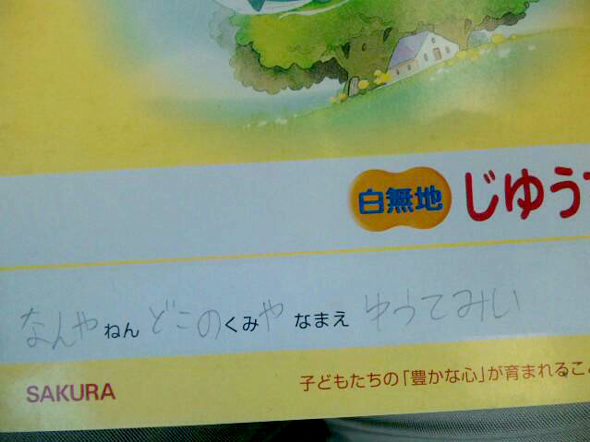 白無地 じゆう
なんや ねん どこの くみ や なまえ ゆうてみい
SAKURA 子どもたちの「豊かな心」が育まれるこ